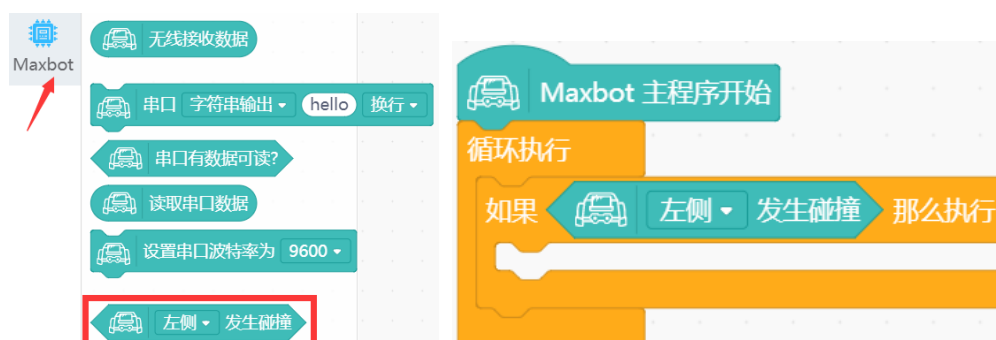 Maxbot
无线接收数据
串口 字符串输出 hello 换行
串口有数据可读?
读取串口数据
设置串口波特率为 9600
左侧 发生碰撞
Maxbot 主程序开始
循环执行
如果 左侧 发生碰撞 那么执行